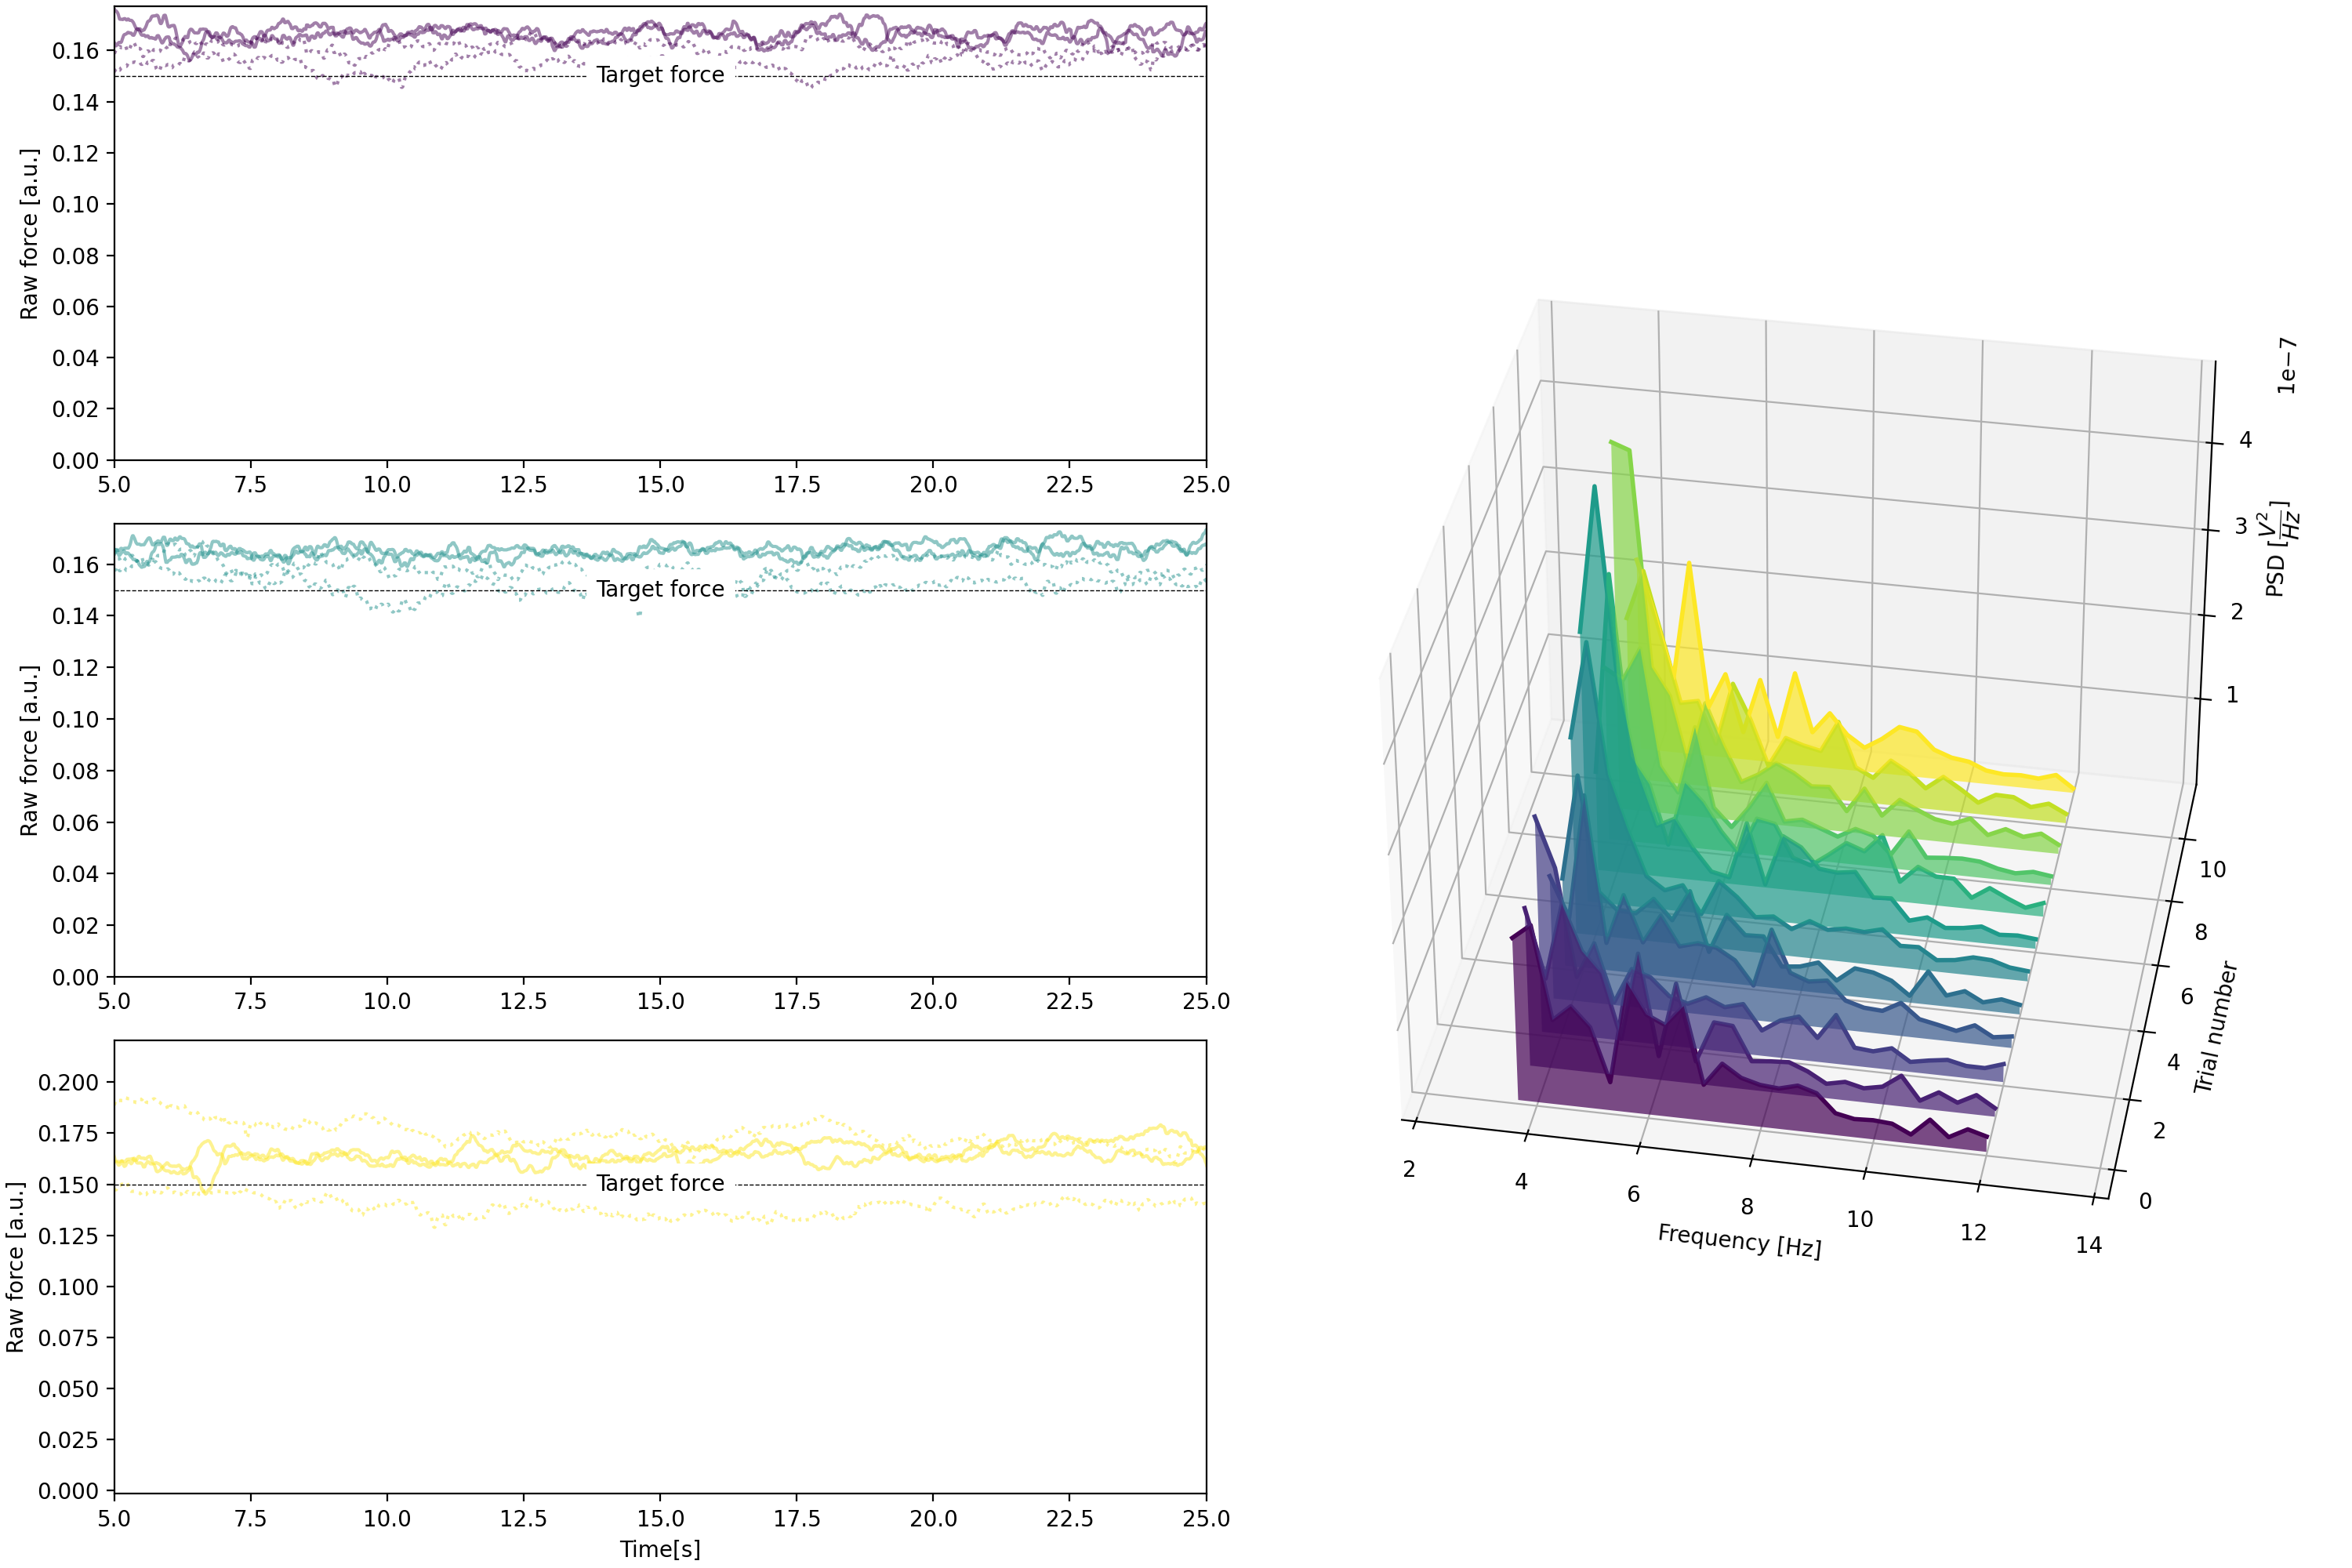 Raw force [a.u.]
0.16
0.14
0.12
0.10
0.08
0.06
0.04
0.02
0.00
Target force
5.0 7.5 10.0 12.5 15.0 17.5 20.0 22.5 25.0
Raw force [a.u.]
0.16
0.14
0.12
0.10
0.08
0.06
0.04
0.02
0.00
Target force
5.0 7.5 10.0 12.5 15.0 17.5 20.0 22.5 25.0
Raw force [a.u.]
0.200
0.175
0.150
0.125
0.100
0.075
0.050
0.025
0.000
Target force
5.0 7.5 10.0 12.5 15.0 17.5 20.0 22.5 25.0
Time[s]
1e−7
4
3
2
1
PSD [V²/Hz]
10
8
6
4
2
0
Trial number
2 4 6 8 10 12 14
Frequency [Hz]